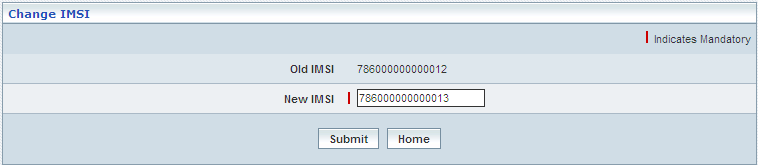 Change IMSI
Indicates Mandatory
Old IMSI 786000000000012
New IMSI 786000000000013
Submit Home